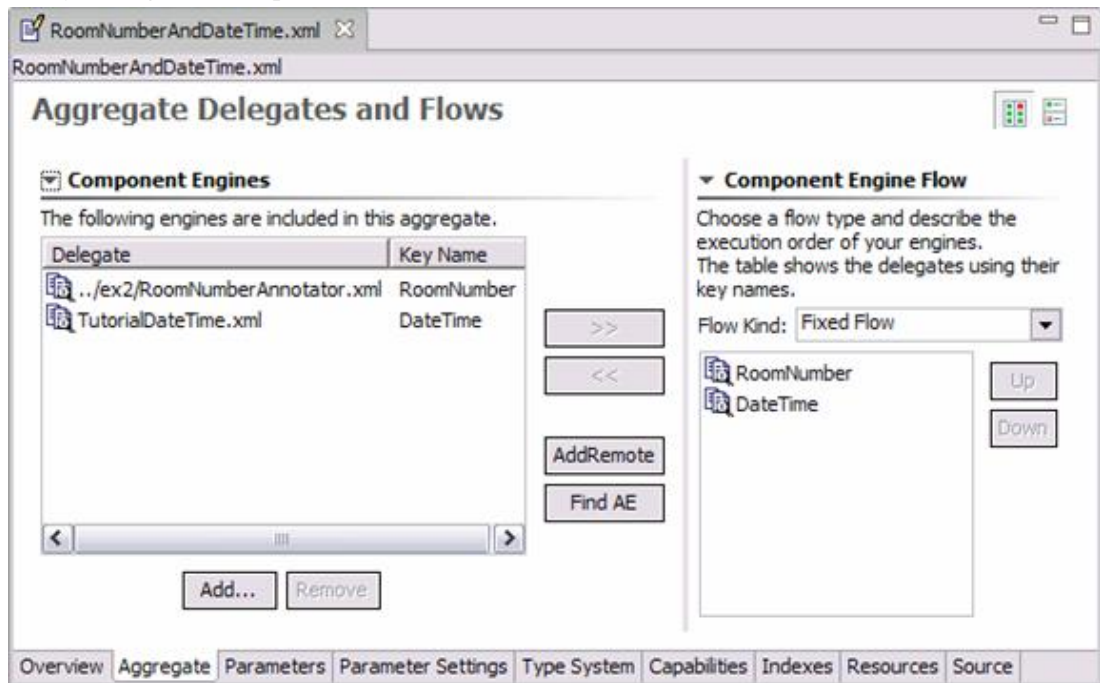 RoomNumberAndDateTime.xml
RoomNumberAndDateTime.xml
Aggregate Delegates and Flows
Component Engines
The following engines are included in this aggregate.
Delegate Key Name
../ex2/RoomNumberAnnotator.xml RoomNumber
TutorialDateTime.xml DateTime
>>
<<
AddRemote
Find AE
Add... Remove
Component Engine Flow
Choose a flow type and describe the
execution order of your engines.
The table shows the delegates using their
key names.
Flow Kind: Fixed Flow
RoomNumber
DateTime
Up
Down
Overview Aggregate Parameters Parameter Settings Type System Capabilities Indexes Resources Source